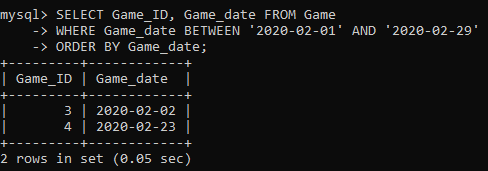 mysql> SELECT Game_ID, Game_date FROM Game
    -> WHERE Game_date BETWEEN '2020-02-01' AND '2020-02-29'
    -> ORDER BY Game_date;
+---------+------------+
| Game_ID | Game_date  |
+---------+------------+
|       3 | 2020-02-02 |
|       4 | 2020-02-23 |
+---------+------------+
2 rows in set (0.05 sec)